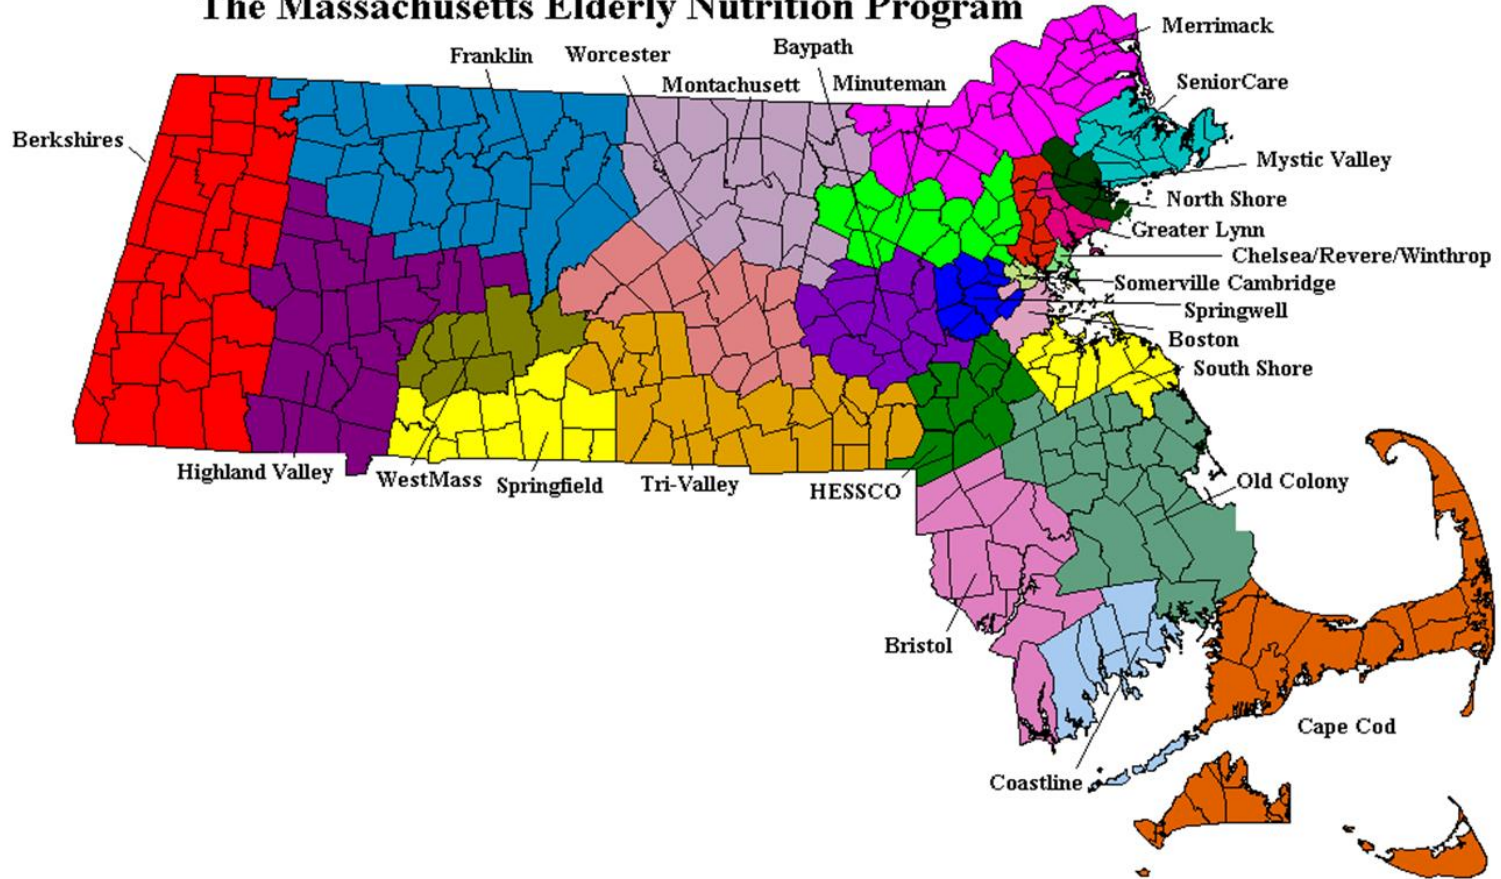 The Massachusetts Elderly Nutrition Program
Merrimack
Baypath
Franklin
Worcester
Montachusett
Minuteman
SeniorCare
Berkshires
Mystic Valley
North Shore
Greater Lynn
Chelsea/Revere/Winthrop
Somerville Cambridge
Springwell
Boston
South Shore
Highland Valley
WestMass
Springfield
Tri-Valley
HESSCO
Old Colony
Bristol
Cape Cod
Coastline